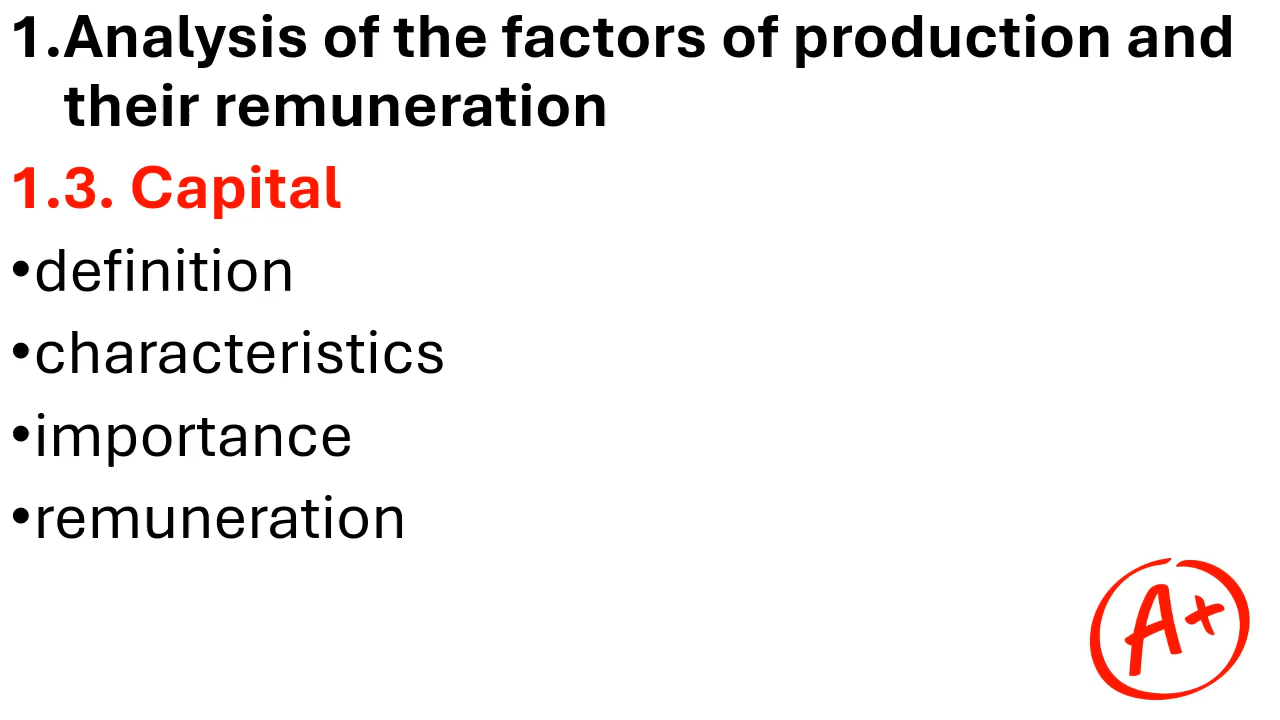 1.Analysis of the factors of production and
their remuneration
1.3. Capital
•definition
•characteristics
•importance
•remuneration
A+